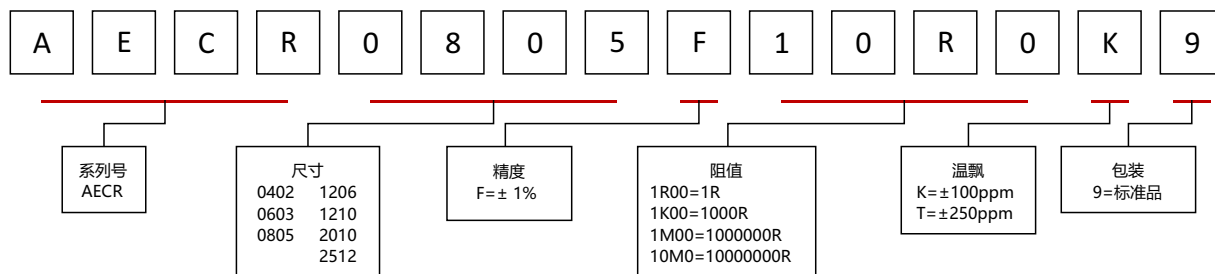 A E C R 0 8 0 5 F 1 0 R 0 K 9
系列号
AECR
尺寸
0402 1206
0603 1210
0805 2010
2512
精度
F=± 1%
阻值
1R00=1R
1K00=1000R
1M00=1000000R
10M0=10000000R
温飘
K=±100ppm
T=±250ppm
包装
9=标准品